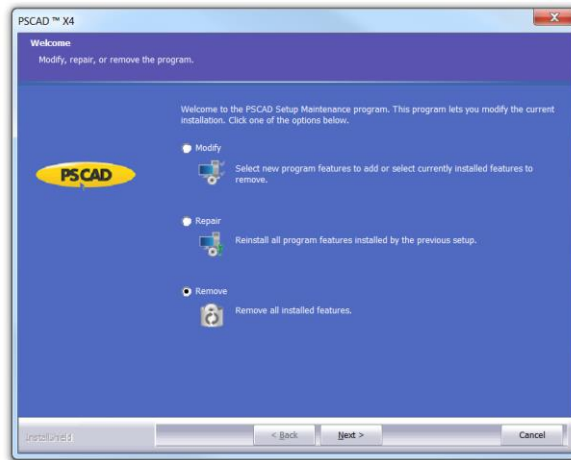 PSCAD ™ X4
Welcome
Modify, repair, or remove the program.
Welcome to the PSCAD Setup Maintenance program. This program lets you modify the current
installation. Click one of the options below.
PSCAD
Modify
Select new program features to add or select currently installed features to
remove.
Repair
Reinstall all program features installed by the previous setup.
Remove
Remove all installed features.
InstallShield
< Back
Next >
Cancel